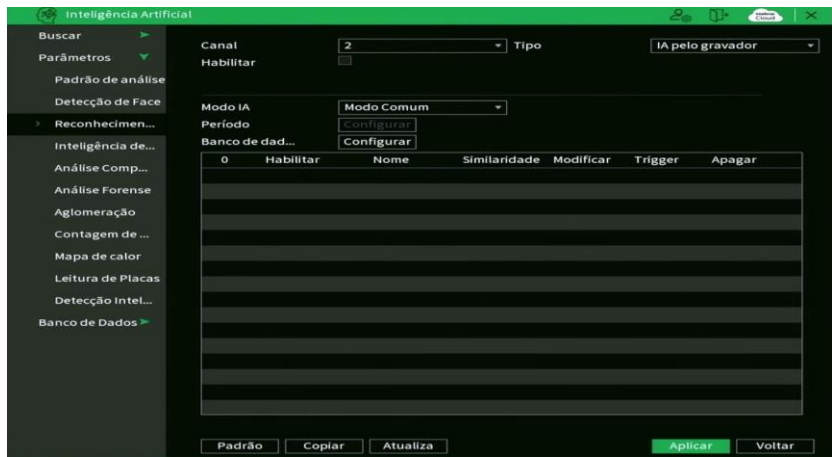 Inteligência Artificial
Intelbras Cloud
Buscar
Parâmetros
Padrão de análise
Detecção de Face
Reconhecimen...
Inteligência de...
Análise Comp...
Análise Forense
Aglomeração
Contagem de ...
Mapa de calor
Leitura de Placas
Detecção Intel...
Banco de Dados
Canal 2 Tipo IA pelo gravador
Habilitar
Modo IA Modo Comum
Período Configurar
Banco de dad... Configurar
0 Habilitar Nome Similaridade Modificar Trigger Apagar
Padrão Copiar Atualiza Aplicar Voltar